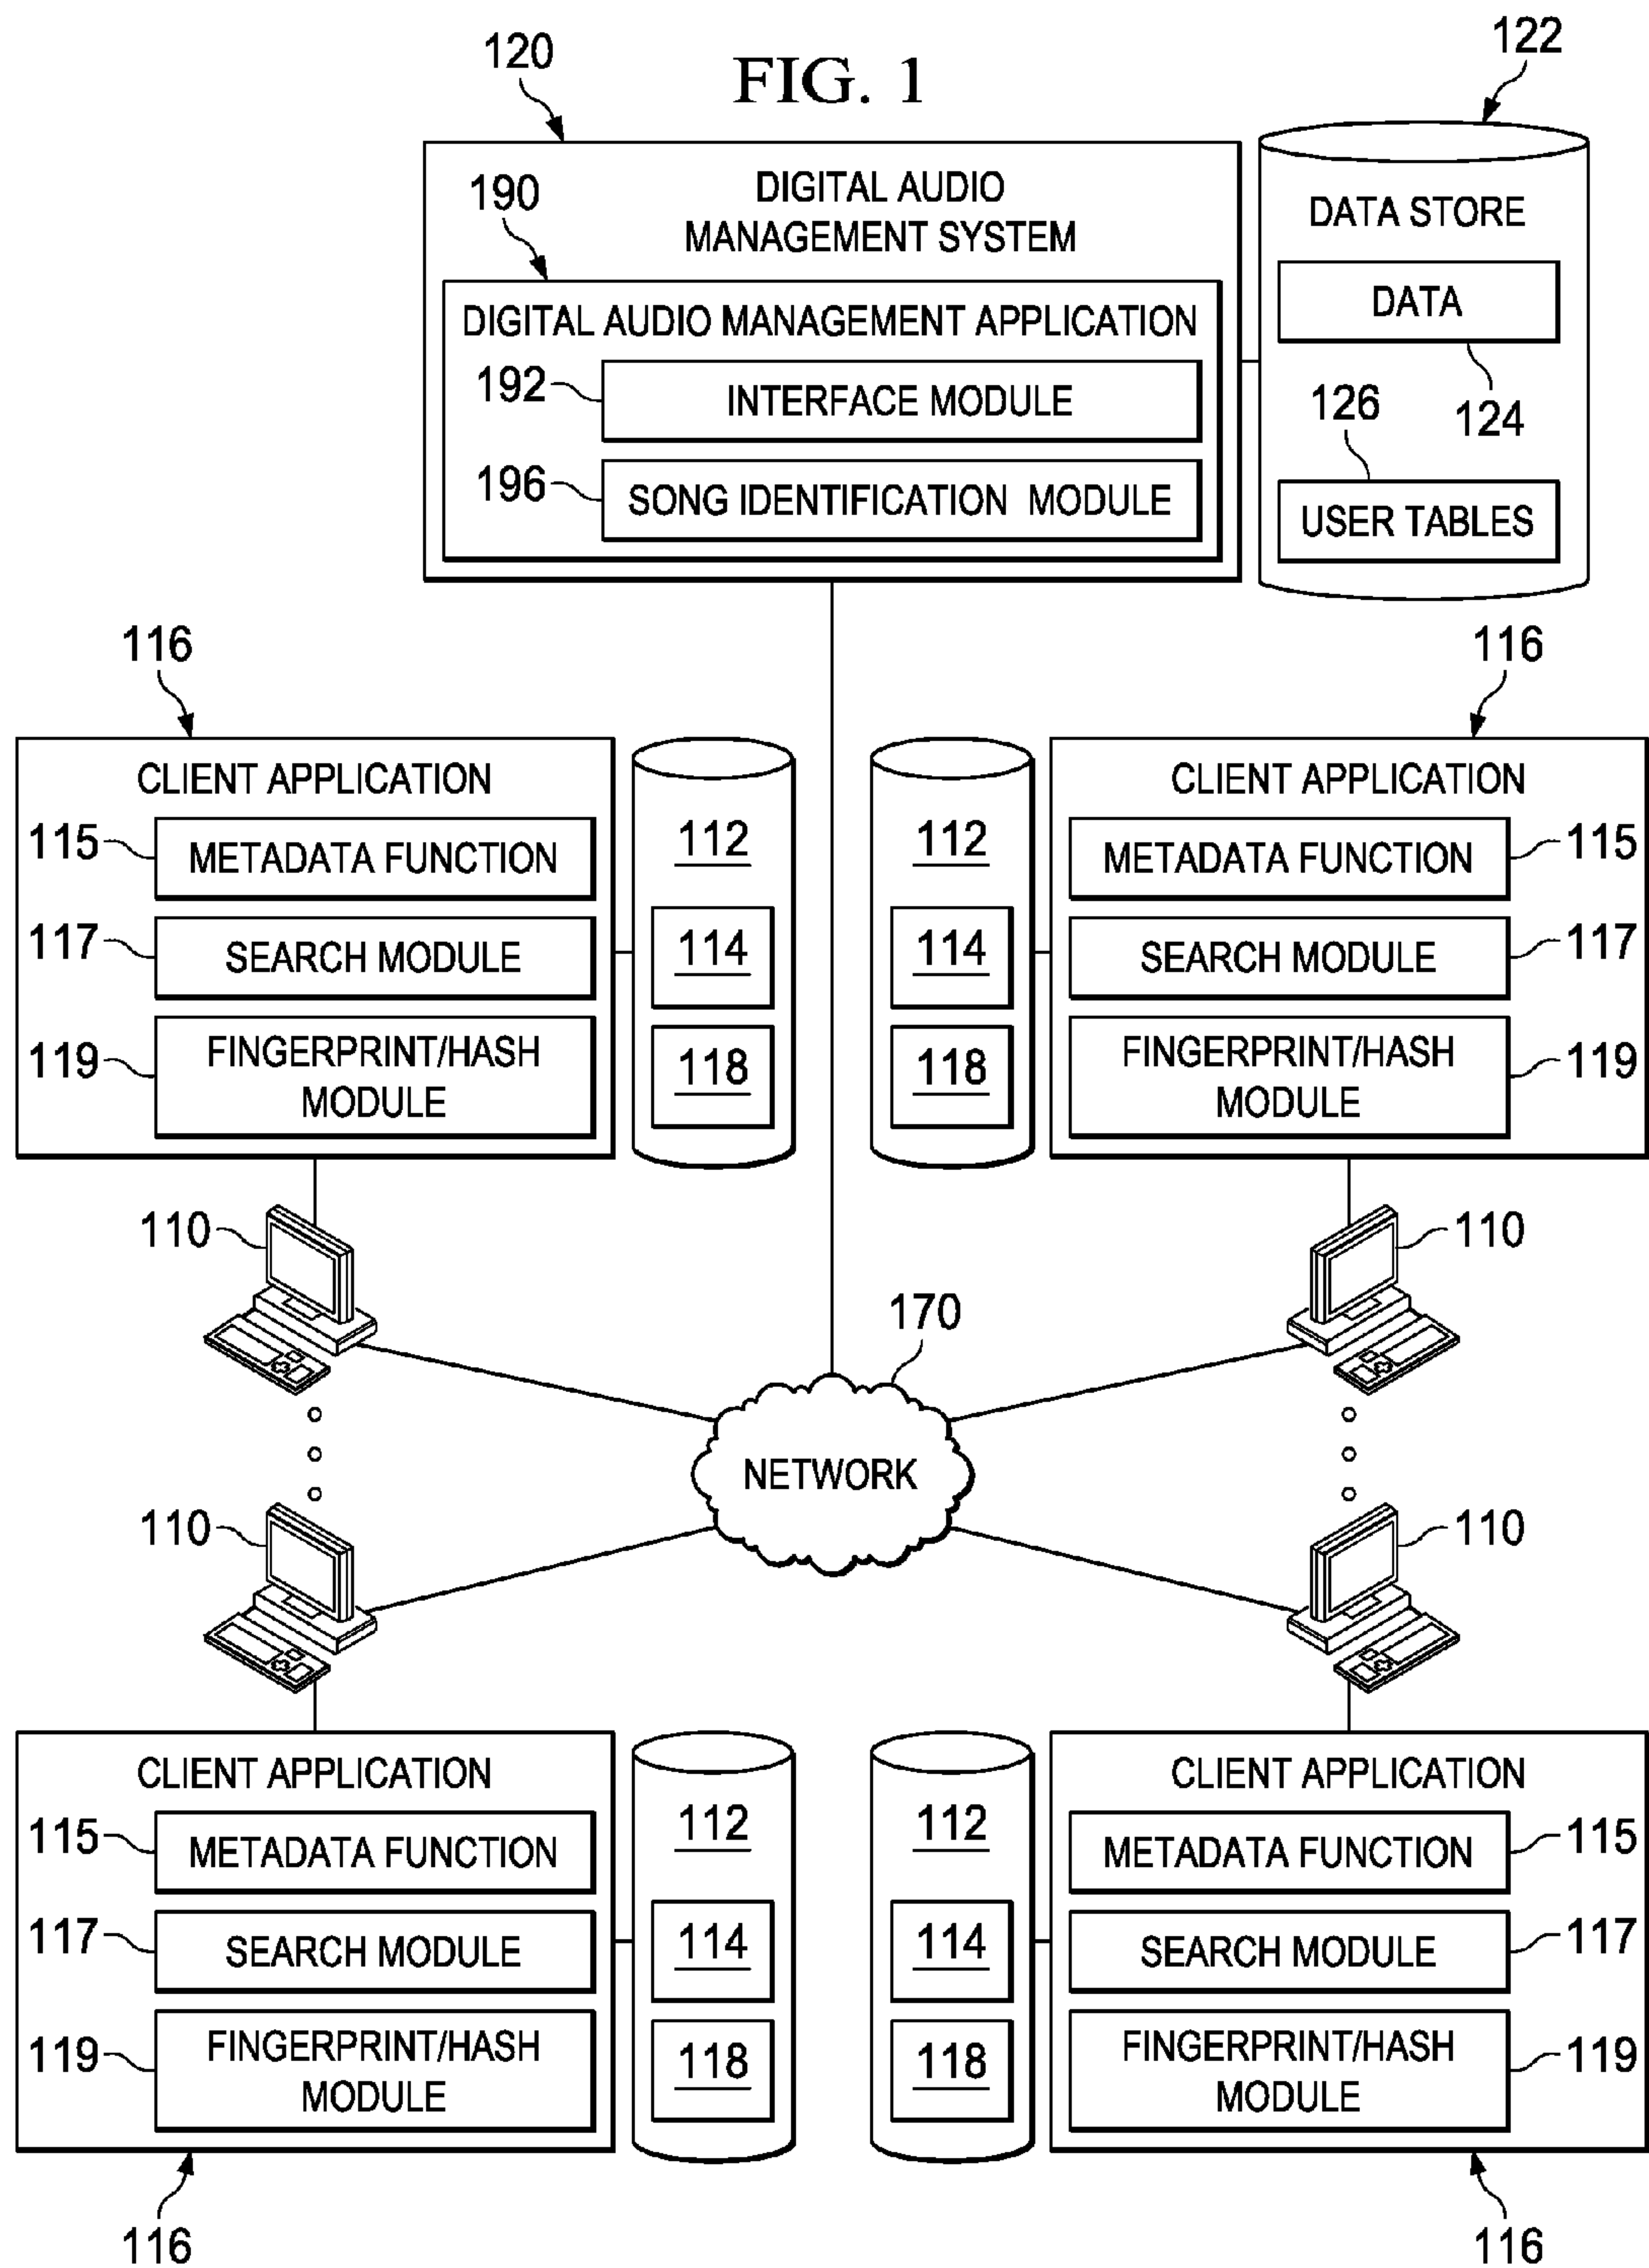 FIG. 1
120
122
190
DIGITAL AUDIO
MANAGEMENT SYSTEM
DIGITAL AUDIO MANAGEMENT APPLICATION
192
INTERFACE MODULE
196
SONG IDENTIFICATION MODULE
DATA STORE
DATA
124
126
USER TABLES
116
CLIENT APPLICATION
115
METADATA FUNCTION
117
SEARCH MODULE
119
FINGERPRINT/HASH
MODULE
112
114
118
116
CLIENT APPLICATION
112
114
118
METADATA FUNCTION
115
SEARCH MODULE
117
FINGERPRINT/HASH
MODULE
119
110
110
170
NETWORK
110
110
CLIENT APPLICATION
115
METADATA FUNCTION
117
SEARCH MODULE
119
FINGERPRINT/HASH
MODULE
116
112
114
118
112
114
118
CLIENT APPLICATION
METADATA FUNCTION
115
SEARCH MODULE
117
FINGERPRINT/HASH
MODULE
119
116